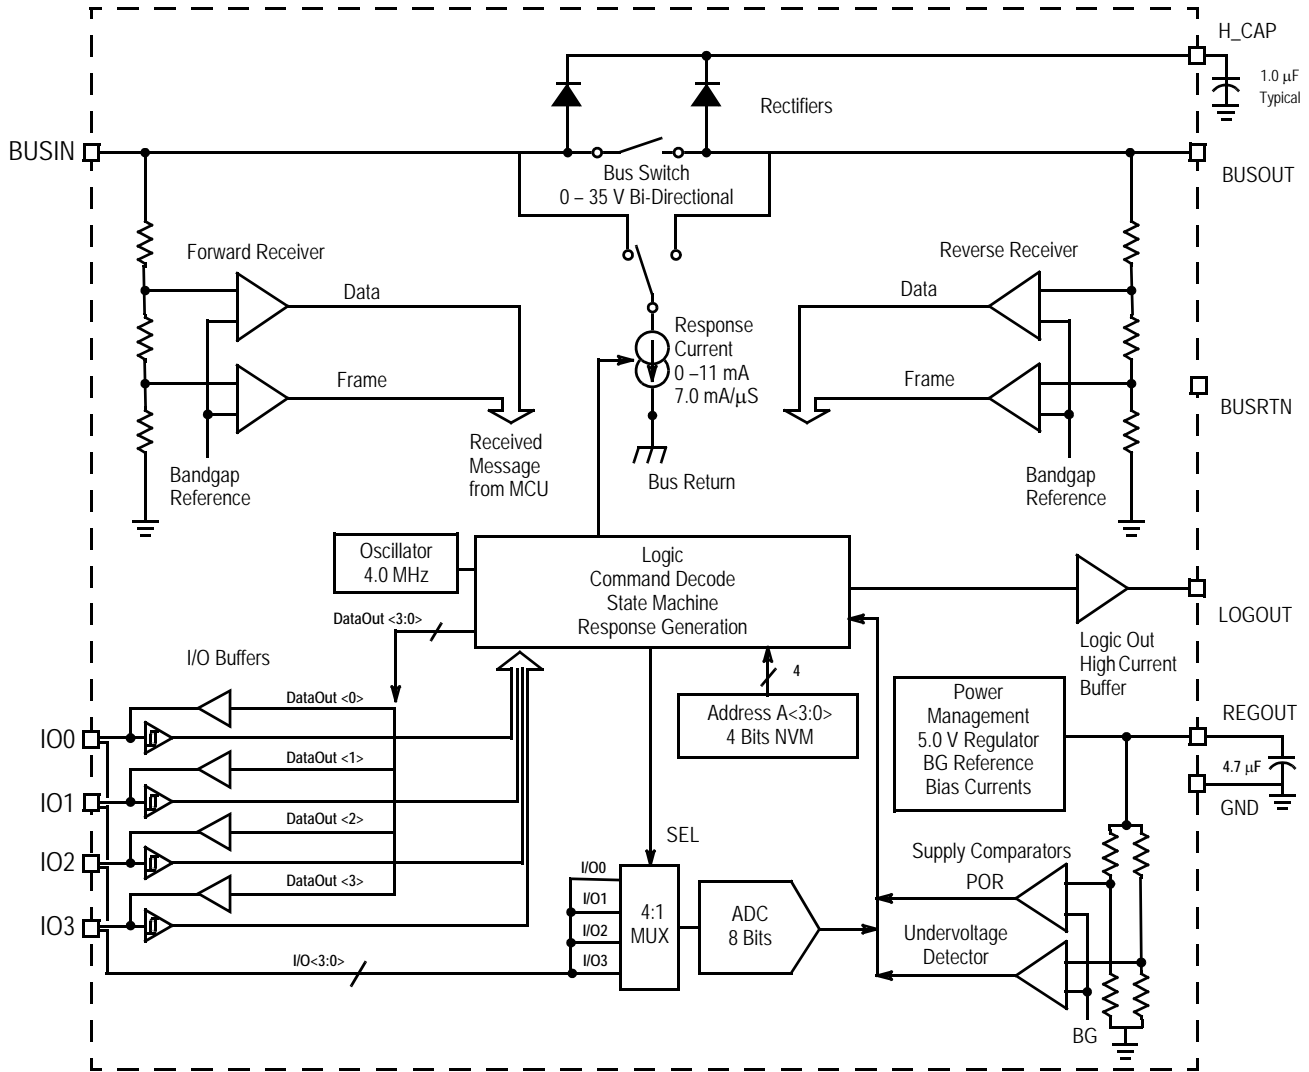 H_CAP
1.0 µF
Typical
Rectifiers
BUSIN
Bus Switch
0 – 35 V Bi-Directional
BUSOUT
Forward Receiver
Data
Frame
Bandgap
Reference
Received
Message
from MCU
Response
Current
0 –11 mA
7.0 mA/µS
Bus Return
Reverse Receiver
Data
Frame
Bandgap
Reference
BUSRTN
Oscillator
4.0 MHz
Logic
Command Decode
State Machine
Response Generation
DataOut <3:0>
LOGOUT
Logic Out
High Current
Buffer
I/O Buffers
DataOut <0>
IO0
DataOut <1>
IO1
DataOut <2>
IO2
DataOut <3>
IO3
I/O<3:0>
4
Address A<3:0>
4 Bits NVM
Power
Management
5.0 V Regulator
BG Reference
Bias Currents
REGOUT
4.7 µF
GND
SEL
I/O0
I/O1
I/O2
I/O3
4:1
MUX
ADC
8 Bits
Supply Comparators
POR
Undervoltage
Detector
BG